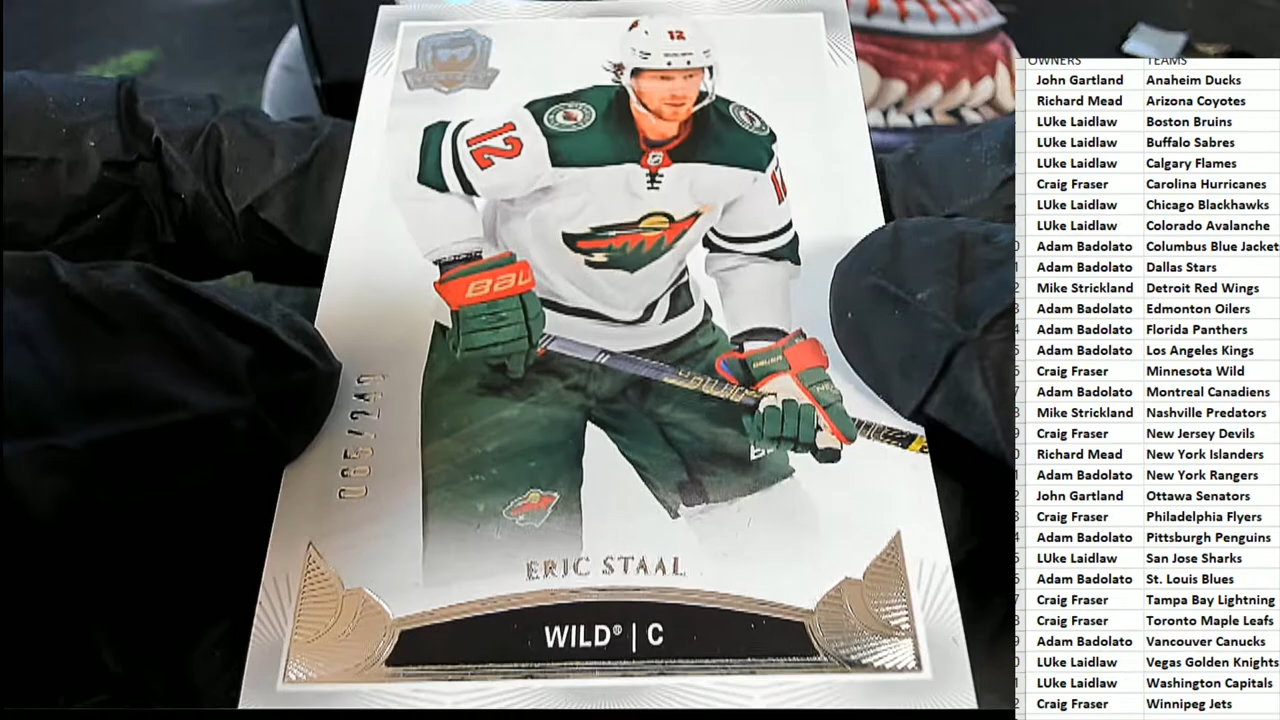 12
12
12
BAU
BAUER
065/249
ERIC STAAL
WILD® | C
OWNERS TEAMS
John Gartland Anaheim Ducks
Richard Mead Arizona Coyotes
LUke Laidlaw Boston Bruins
LUke Laidlaw Buffalo Sabres
LUke Laidlaw Calgary Flames
Craig Fraser Carolina Hurricanes
LUke Laidlaw Chicago Blackhawks
LUke Laidlaw Colorado Avalanche
Adam Badolato Columbus Blue Jacket
Adam Badolato Dallas Stars
Mike Strickland Detroit Red Wings
Adam Badolato Edmonton Oilers
Adam Badolato Florida Panthers
Adam Badolato Los Angeles Kings
Craig Fraser Minnesota Wild
Adam Badolato Montreal Canadiens
Mike Strickland Nashville Predators
Craig Fraser New Jersey Devils
Richard Mead New York Islanders
Adam Badolato New York Rangers
John Gartland Ottawa Senators
Craig Fraser Philadelphia Flyers
Adam Badolato Pittsburgh Penguins
LUke Laidlaw San Jose Sharks
Adam Badolato St. Louis Blues
Craig Fraser Tampa Bay Lightning
Craig Fraser Toronto Maple Leafs
Adam Badolato Vancouver Canucks
LUke Laidlaw Vegas Golden Knights
LUke Laidlaw Washington Capitals
Craig Fraser Winnipeg Jets